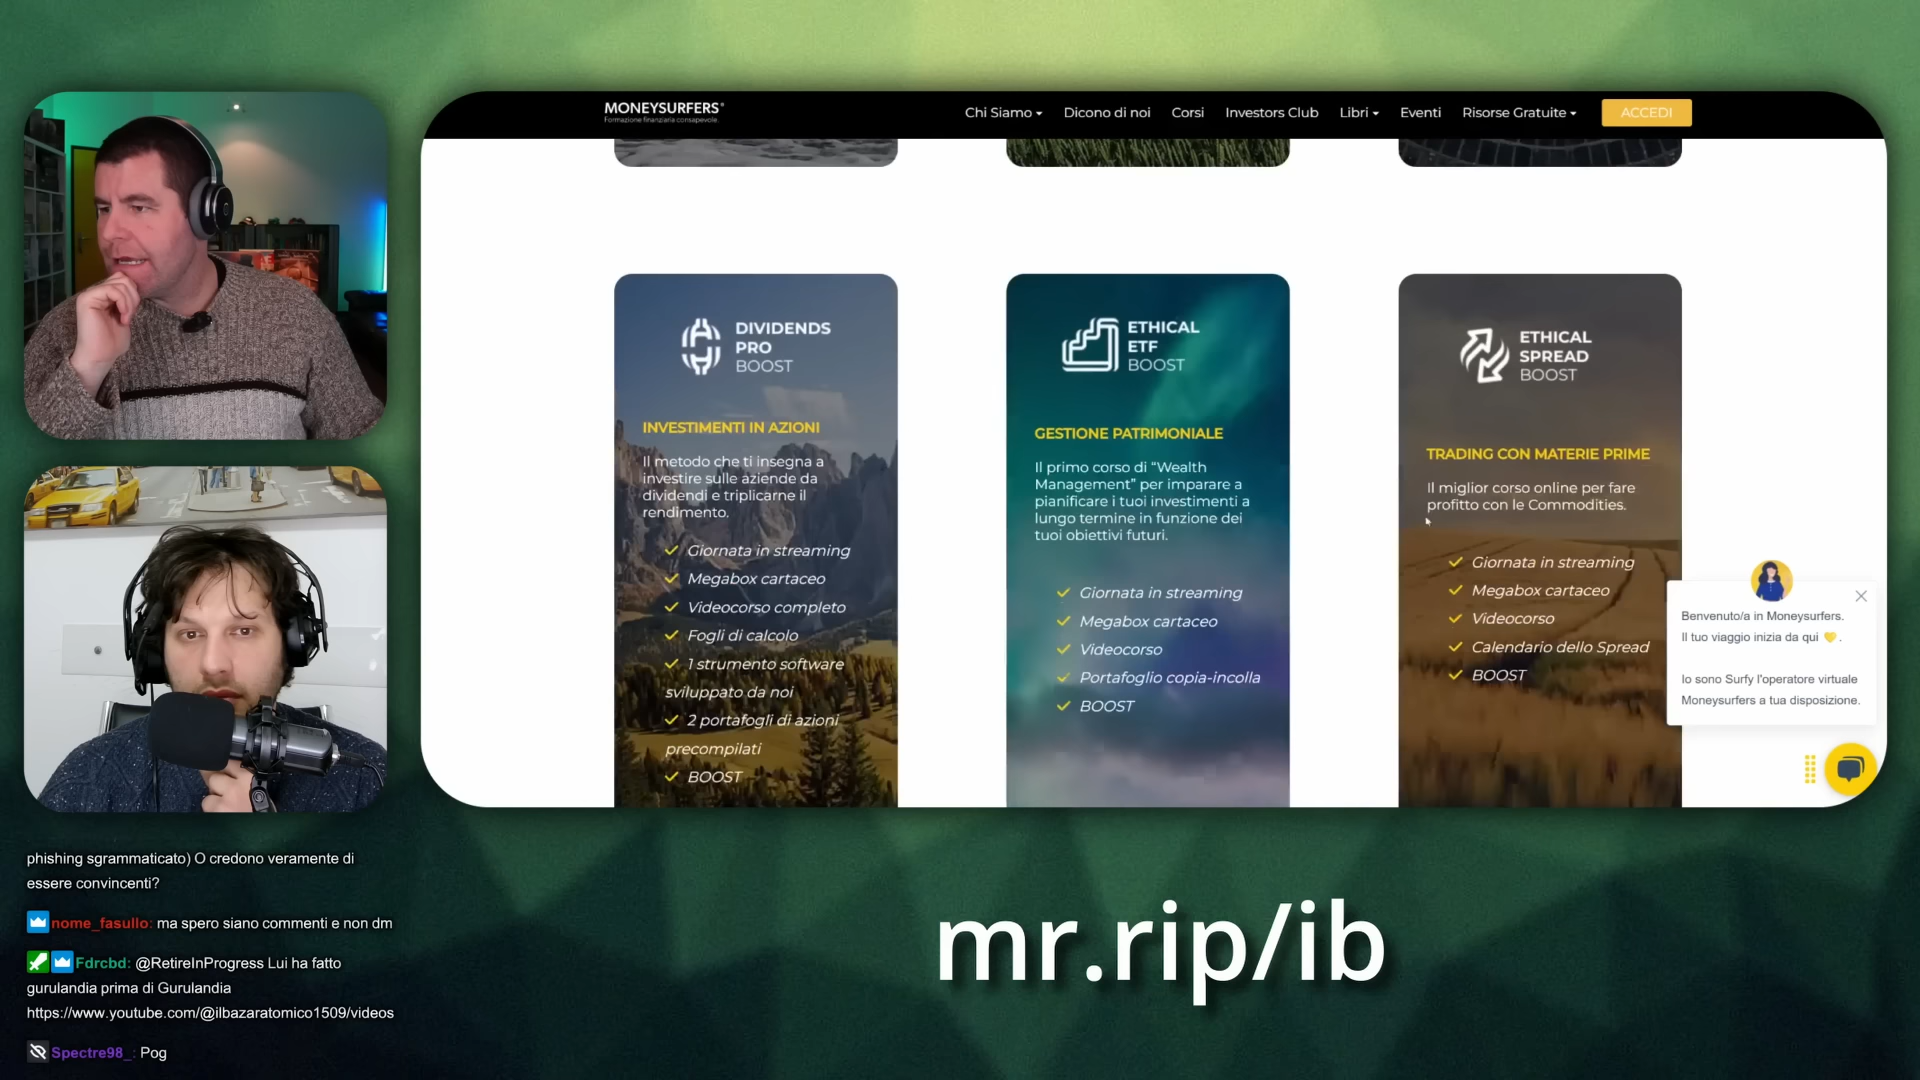 MONEYSURFERS®
Formazione finanziaria consapevole.
Chi Siamo
Dicono di noi
Corsi
Investors Club
Libri
Eventi
Risorse Gratuite
ACCEDI
DIVIDENDS
PRO
BOOST
INVESTIMENTI IN AZIONI
Il metodo che ti insegna a
investire sulle aziende da
dividendi e triplicarne il
rendimento.
Giornata in streaming
Megabox cartaceo
Videocorso completo
Fogli di calcolo
1 strumento software
sviluppato da noi
2 portafogli di azioni
precompilati
BOOST
ETHICAL
ETF
BOOST
GESTIONE PATRIMONIALE
Il primo corso di “Wealth
Management” per imparare a
pianificare i tuoi investimenti a
lungo termine in funzione dei
tuoi obiettivi futuri.
Giornata in streaming
Megabox cartaceo
Videocorso
Portafoglio copia-incolla
BOOST
ETHICAL
SPREAD
BOOST
TRADING CON MATERIE PRIME
Il miglior corso online per fare
profitto con le Commodities.
Giornata in streaming
Megabox cartaceo
Videocorso
Calendario dello Spread
BOOST
Benvenuto/a in Moneysurfers.
Il tuo viaggio inizia da qui 💛.
Io sono Surfy l'operatore virtuale
Moneysurfers a tua disposizione.
phishing sgrammaticato) O credono veramente di
essere convincenti?
nome_fasullo: ma spero siano commenti e non dm
Fdrcbd: @RetireInProgress Lui ha fatto
gurulandia prima di Gurulandia
https://www.youtube.com/@ilbazaratomico1509/videos
Spectre98_: Pog
mr.rip/ib